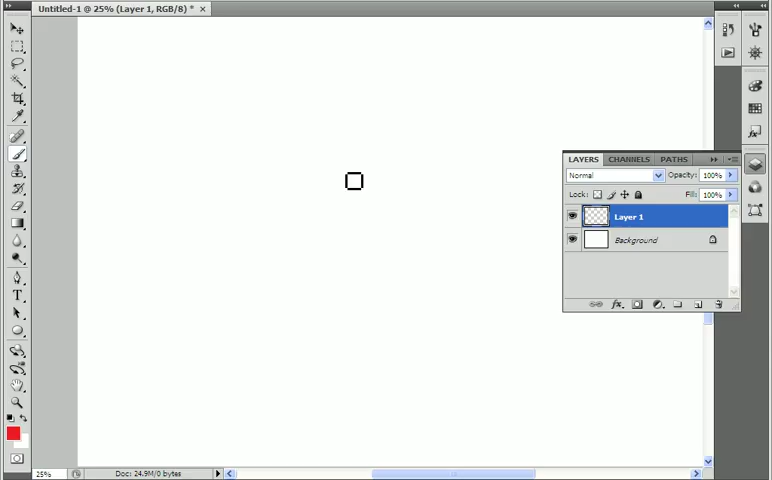 Untitled-1 @ 25% (Layer 1, RGB/8) *
LAYERS CHANNELS PATHS
Normal Opacity: 100%
Lock: Fill: 100%
Layer 1
Background
fx
T
25% Doc: 24.9M/0 bytes